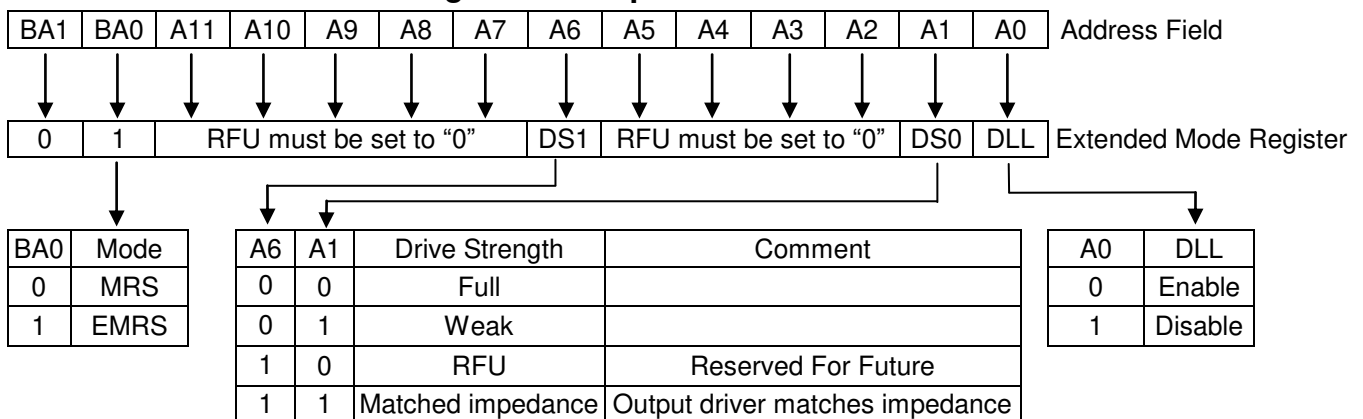 BA1 BA0 A11 A10 A9 A8 A7 A6 A5 A4 A3 A2 A1 A0 Address Field
0 1 RFU must be set to “0” DS1 RFU must be set to “0” DS0 DLL Extended Mode Register
BA0 Mode
0 MRS
1 EMRS
A6 A1 Drive Strength Comment
0 0 Full
0 1 Weak
1 0 RFU Reserved For Future
1 1 Matched impedance Output driver matches impedance
A0 DLL
0 Enable
1 Disable